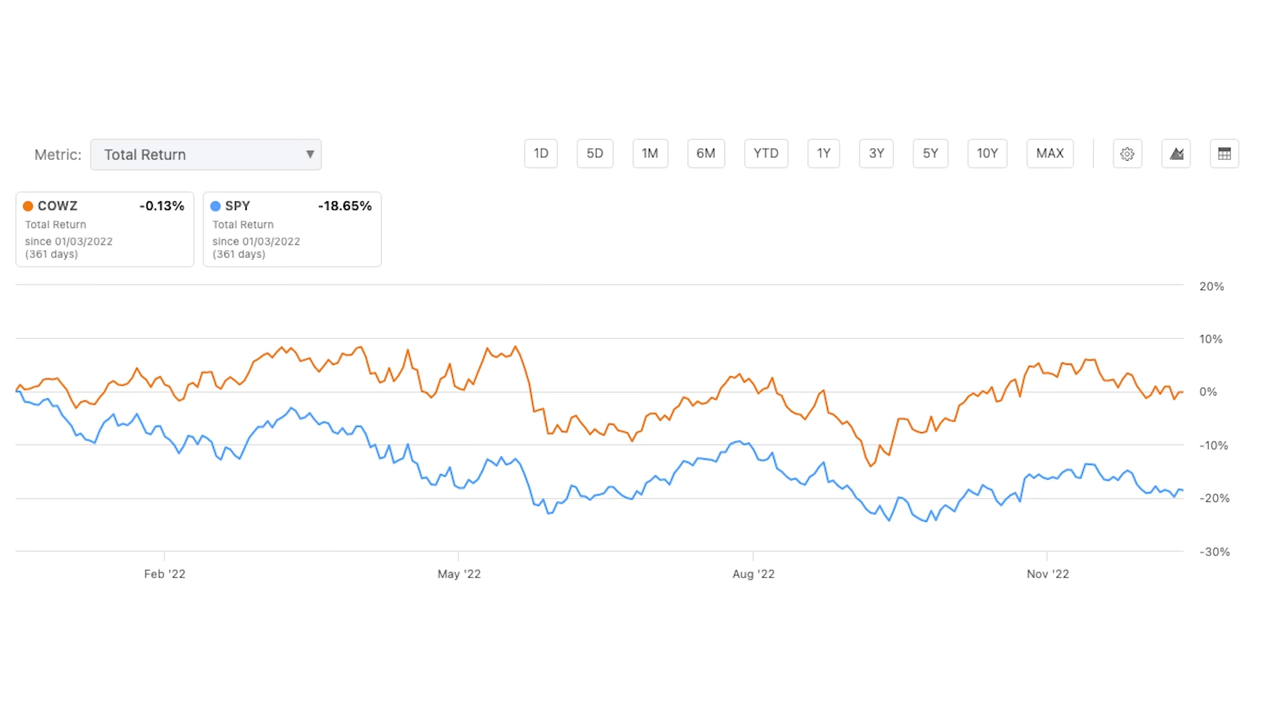 Metric: Total Return ▼ 1D 5D 1M 6M YTD 1Y 3Y 5Y 10Y MAX
COWZ -0.13%
Total Return
since 01/03/2022
(361 days)
SPY -18.65%
Total Return
since 01/03/2022
(361 days)
20%
10%
0%
-10%
-20%
-30%
Feb '22 May '22 Aug '22 Nov '22